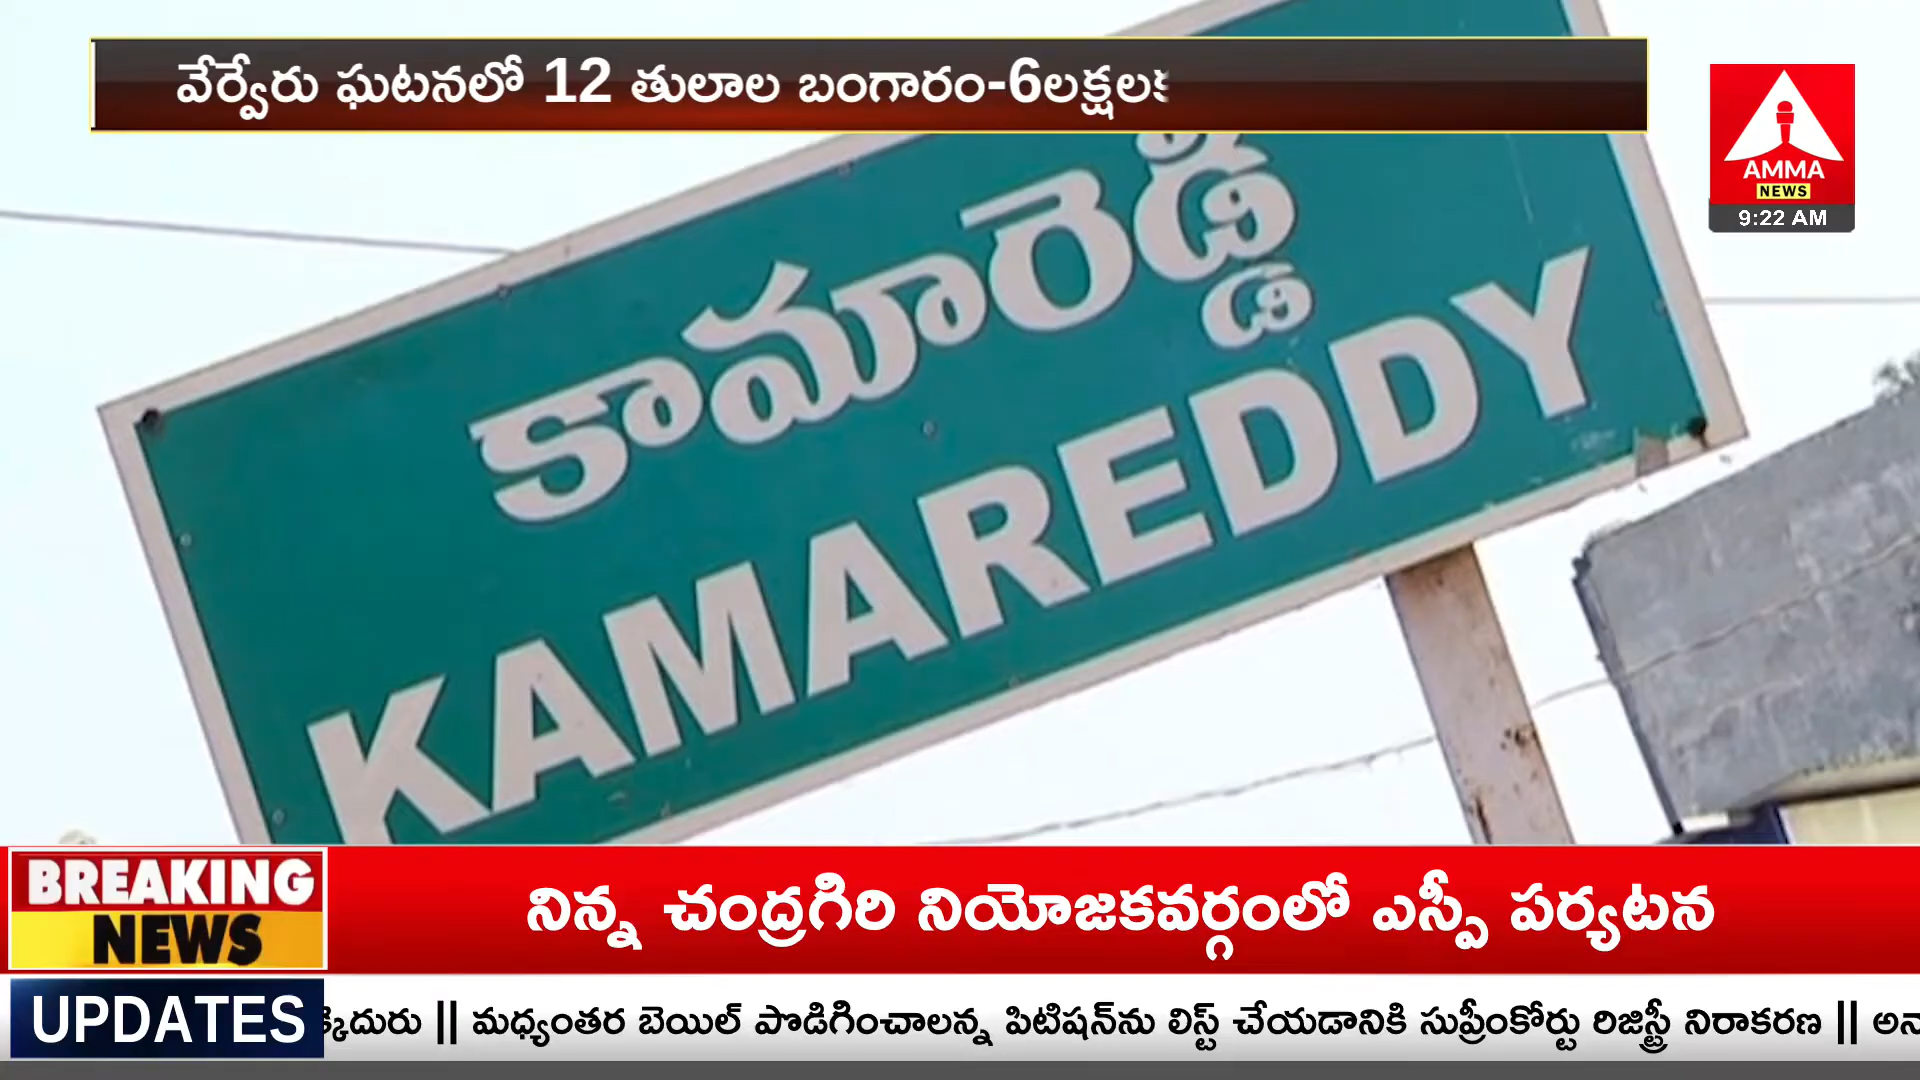 వేర్వేరు ఘటనలో 12 తులాల బంగారం-6లక్షల
AMMA
NEWS
9:22 AM
కామారెడ్డి
KAMAREDDY
BREAKING
NEWS
నిన్న చంద్రగిరి నియోజకవర్గంలో ఎస్పీ పర్యటన
UPDATES
|| మధ్యంతర బెయిల్ పొడిగించాలన్న పిటిషన్‌ను లిస్ట్ చేయడానికి సుప్రీంకోర్టు రిజిస్ట్రీ నిరాకరణ ||